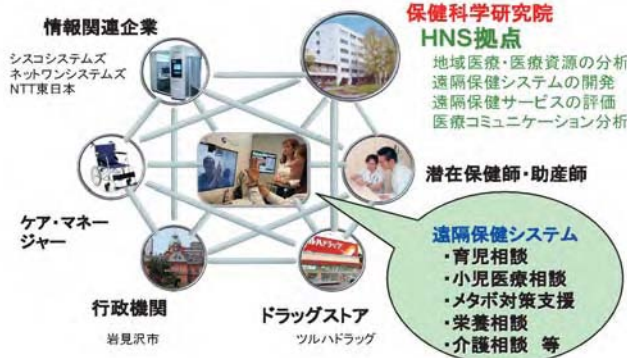 情報関連企業
シスコシステムズ
ネットワンシステムズ
NTT東日本
保健科学研究院
HNS拠点
地域医療・医療資源の分析
遠隔保健システムの開発
遠隔保健サービスの評価
医療コミュニケーション分析
潜在保健師・助産師
ケア・マネー
ジャー
遠隔保健システム
・育児相談
・小児医療相談
・メタボ対策支援
・栄養相談
・介護相談 等
行政機関
岩見沢市
ドラッグストア
ツルハドラッグ